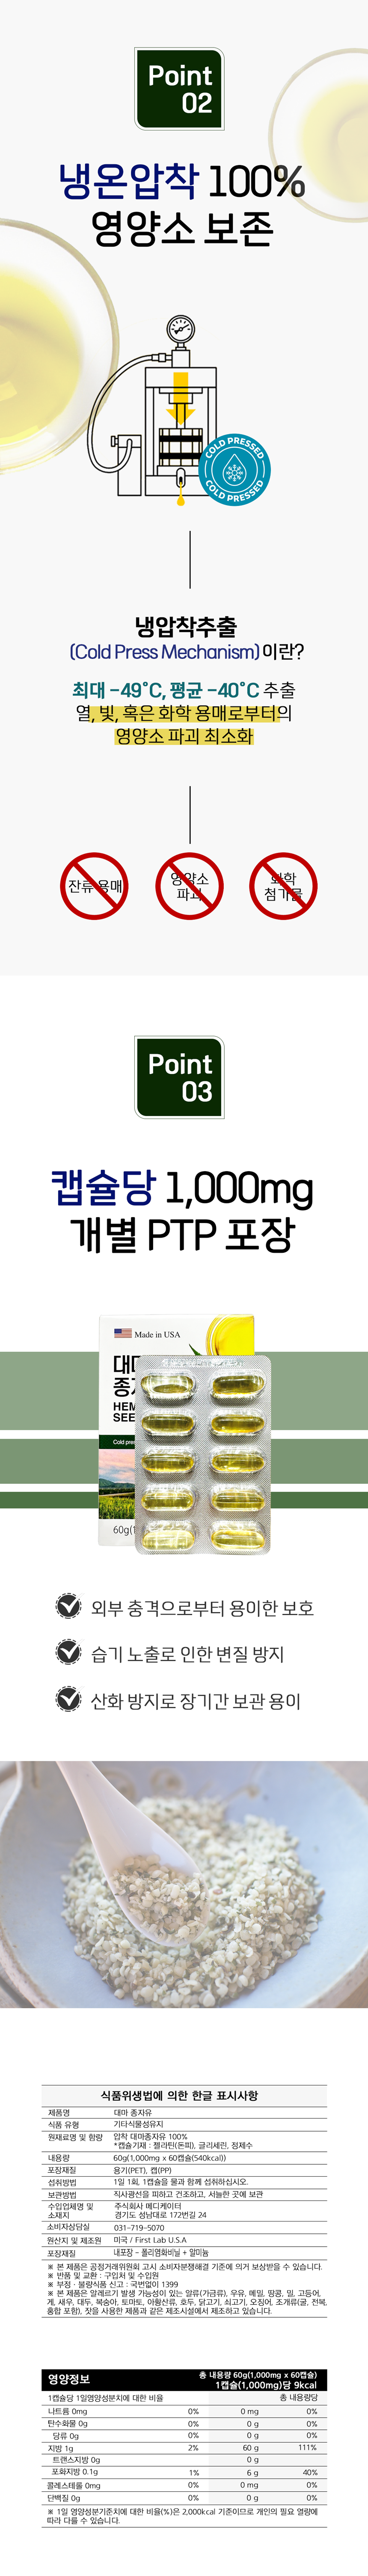 Point
02
냉온압착 100%
영양소 보존
COLD PRESSED
COLD PRESSED
냉압착추출
(Cold Press Mechanism)이란?
최대 -49°C, 평균 -40°C 추출
열, 빛, 혹은 화학 용매로부터의
영양소 파괴 최소화
잔류 용매
영양소
파괴
화학
첨가물
Point
03
캡슐당 1,000mg
개별 PTP 포장
Made in USA
대
종
HEM
SEE
Cold pre
60g(1
외부 충격으로부터 용이한 보호
습기 노출로 인한 변질 방지
산화 방지로 장기간 보관 용이
식품위생법에 의한 한글 표시사항
제품명 대마 종자유
식품 유형 기타식물성유지
원재료명 및 함량 압착 대마종자유 100%
*캡슐기재 : 젤라틴(돈피), 글리세린, 정제수
내용량 60g(1,000mg x 60캡슐(540kcal))
포장재질 용기(PET), 캡(PP)
섭취방법 1일 1회, 1캡슐을 물과 함께 섭취하십시오.
보관방법 직사광선을 피하고 건조하고, 서늘한 곳에 보관
수입업체명 및 주식회사 메디케이터
소재지 경기도 성남대로 172번길 24
소비자상담실 031-719-5070
원산지 및 제조원 미국 / First Lab U.S.A
포장재질 내포장 - 폴리염화비닐 + 알미늄
※ 본 제품은 공정거래위원회 고시 소비자분쟁해결 기준에 의거 보상받을 수 있습니다.
※ 반품 및 교환 : 구입처 및 수입원
※ 부정 · 불량식품 신고 : 국번없이 1399
※ 본 제품은 알레르기 발생 가능성이 있는 알류(가금류), 우유, 메밀, 땅콩, 밀, 고등어,
게, 새우, 대두, 복숭아, 토마토, 아황산류, 호두, 닭고기, 쇠고기, 오징어, 조개류(굴, 전복,
홍합 포함), 잣을 사용한 제품과 같은 제조시설에서 제조하고 있습니다.
영양정보 총 내용량 60g(1,000mg x 60캡슐)
1캡슐(1,000mg)당 9kcal
1캡슐당 1일영양성분치에 대한 비율 총 내용량당
나트륨 0mg 0% 0 mg 0%
탄수화물 0g 0% 0 g 0%
당류 0g 0% 0 g 0%
지방 1g 2% 60 g 111%
트랜스지방 0g 0 g
포화지방 0.1g 1% 6 g 40%
콜레스테롤 0mg 0% 0 mg 0%
단백질 0g 0% 0 g 0%
※ 1일 영양성분기준치에 대한 비율(%)은 2,000kcal 기준이므로 개인의 필요 열량에
따라 다를 수 있습니다.